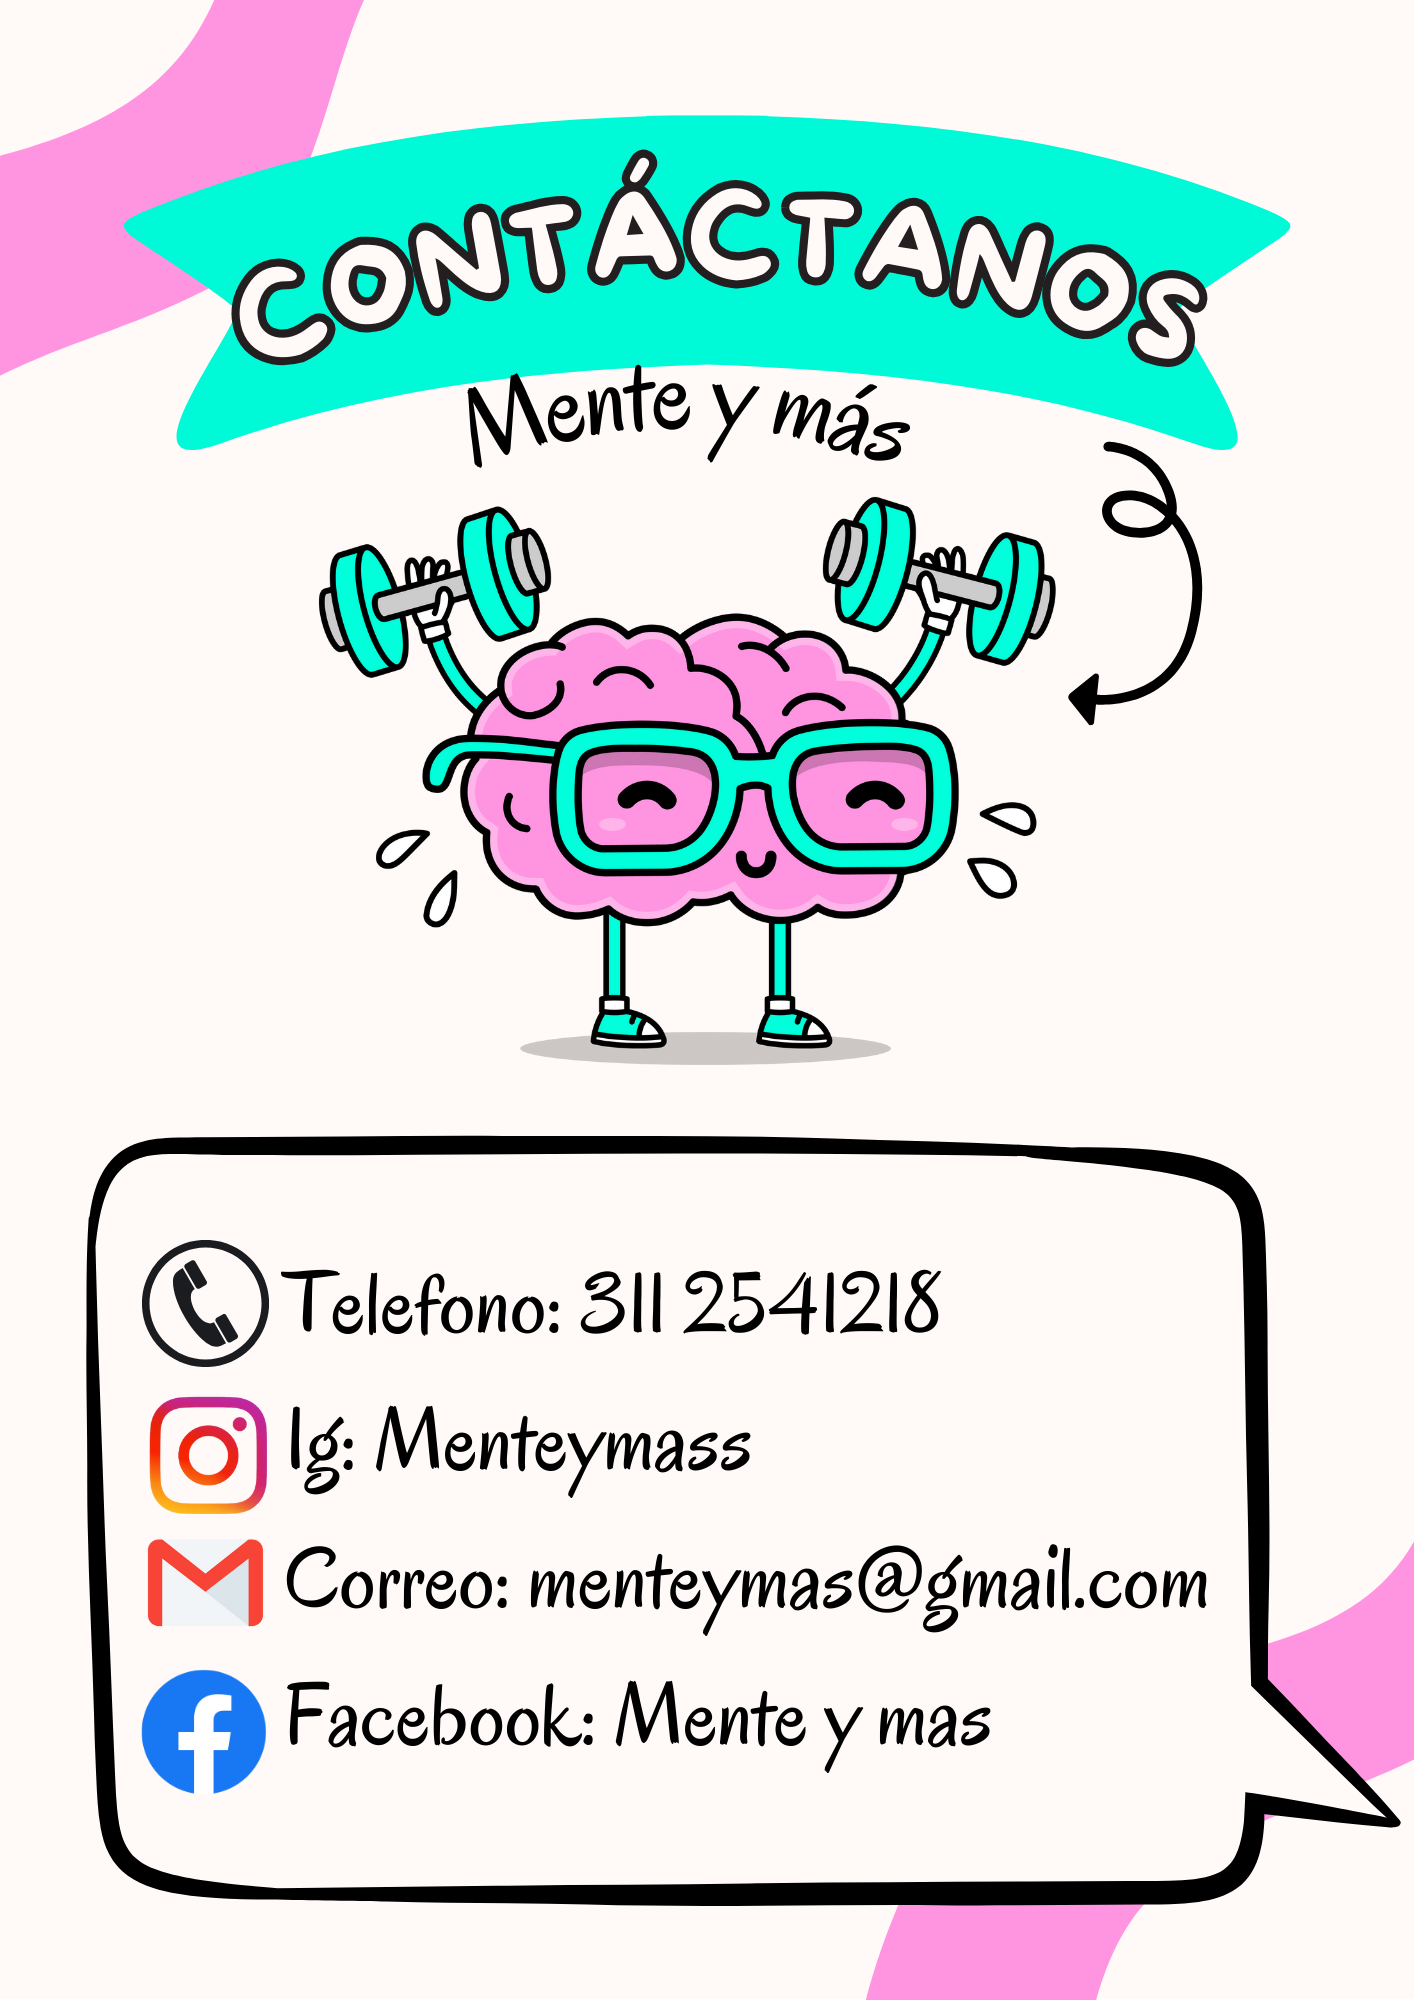 CONTÁCTANOS
Mente y más
Telefono: 311 2541218
Ig: Menteymass
Correo: menteymas@gmail.com
Facebook: Mente y mas